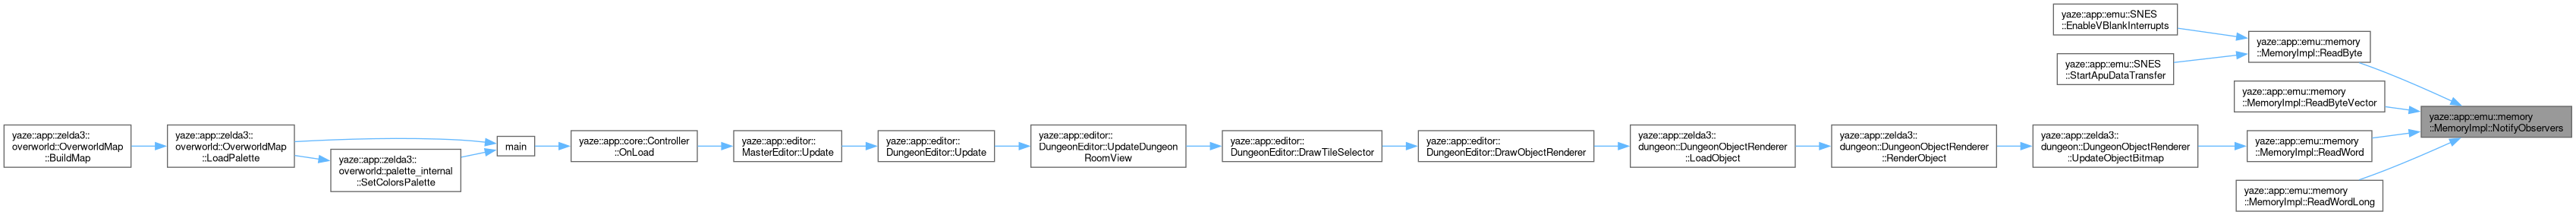 yaze::app::zelda3::
overworld::OverworldMap
::BuildMap
yaze::app::zelda3::
overworld::OverworldMap
::LoadPalette
yaze::app::zelda3::
overworld::palette_internal
::SetColorsPalette
main
yaze::app::core::Controller
::OnLoad
yaze::app::editor::
MasterEditor::Update
yaze::app::editor::
DungeonEditor::Update
yaze::app::editor::
DungeonEditor::UpdateDungeon
RoomView
yaze::app::editor::
DungeonEditor::DrawTileSelector
yaze::app::editor::
DungeonEditor::DrawObjectRenderer
yaze::app::zelda3::
dungeon::DungeonObjectRenderer
::LoadObject
yaze::app::zelda3::
dungeon::DungeonObjectRenderer
::RenderObject
yaze::app::zelda3::
dungeon::DungeonObjectRenderer
::UpdateObjectBitmap
yaze::app::emu::SNES
::EnableVBlankInterrupts
yaze::app::emu::SNES
::StartApuDataTransfer
yaze::app::emu::memory
::MemoryImpl::ReadByte
yaze::app::emu::memory
::MemoryImpl::ReadByteVector
yaze::app::emu::memory
::MemoryImpl::ReadWord
yaze::app::emu::memory
::MemoryImpl::ReadWordLong
yaze::app::emu::memory
::MemoryImpl::NotifyObservers